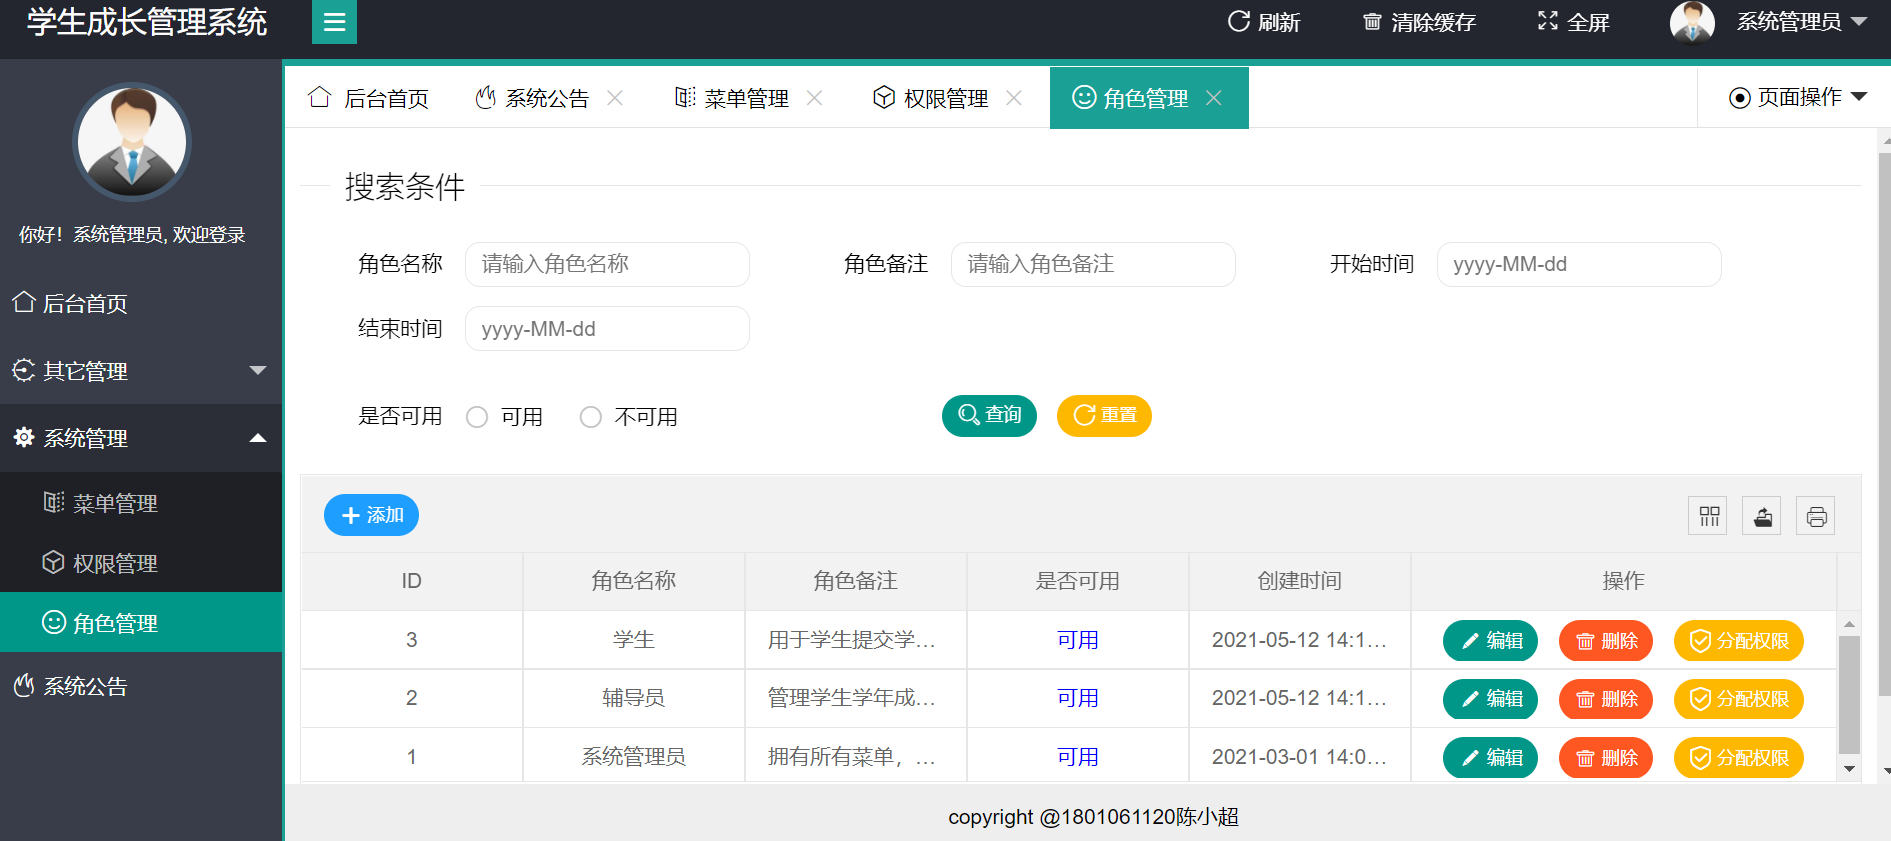 学生成长管理系统
刷新 清除缓存 全屏 系统管理员
后台首页 系统公告 菜单管理 权限管理 角色管理 页面操作
你好！系统管理员, 欢迎登录
后台首页
其它管理
系统管理
菜单管理
权限管理
角色管理
系统公告
搜索条件
角色名称 请输入角色名称 角色备注 请输入角色备注 开始时间 yyyy-MM-dd
结束时间 yyyy-MM-dd
是否可用 可用 不可用 查询 重置
添加
ID 角色名称 角色备注 是否可用 创建时间 操作
3 学生 用于学生提交学... 可用 2021-05-12 14:1... 编辑 删除 分配权限
2 辅导员 管理学生学年成... 可用 2021-05-12 14:1... 编辑 删除 分配权限
1 系统管理员 拥有所有菜单，... 可用 2021-03-01 14:0... 编辑 删除 分配权限
copyright @1801061120陈小超